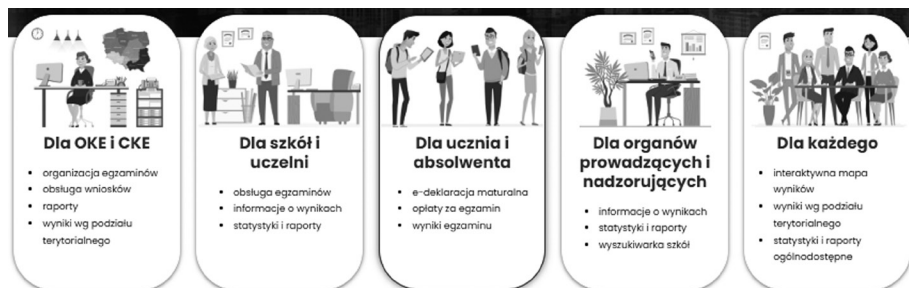 Dla OKE i CKE
▪ organizacja egzaminów
▪ obsługa wniosków
▪ raporty
▪ wyniki wg podziału
terytorialnego
Dla szkół i
uczelni
▪ obsługa egzaminów
▪ informacje o wynikach
▪ statystyki i raporty
Dla ucznia i
absolwenta
▪ e-deklaracja maturalna
▪ opłaty za egzamin
▪ wyniki egzaminu
Dla organów
prowadzących i
nadzorujących
▪ informacje o wynikach
▪ statystyki i raporty
▪ wyszukiwarka szkół
Dla każdego
▪ interaktywna mapa
wyników
▪ wyniki wg podziału
terytorialnego
▪ statystyki i raporty
ogólnodostępne